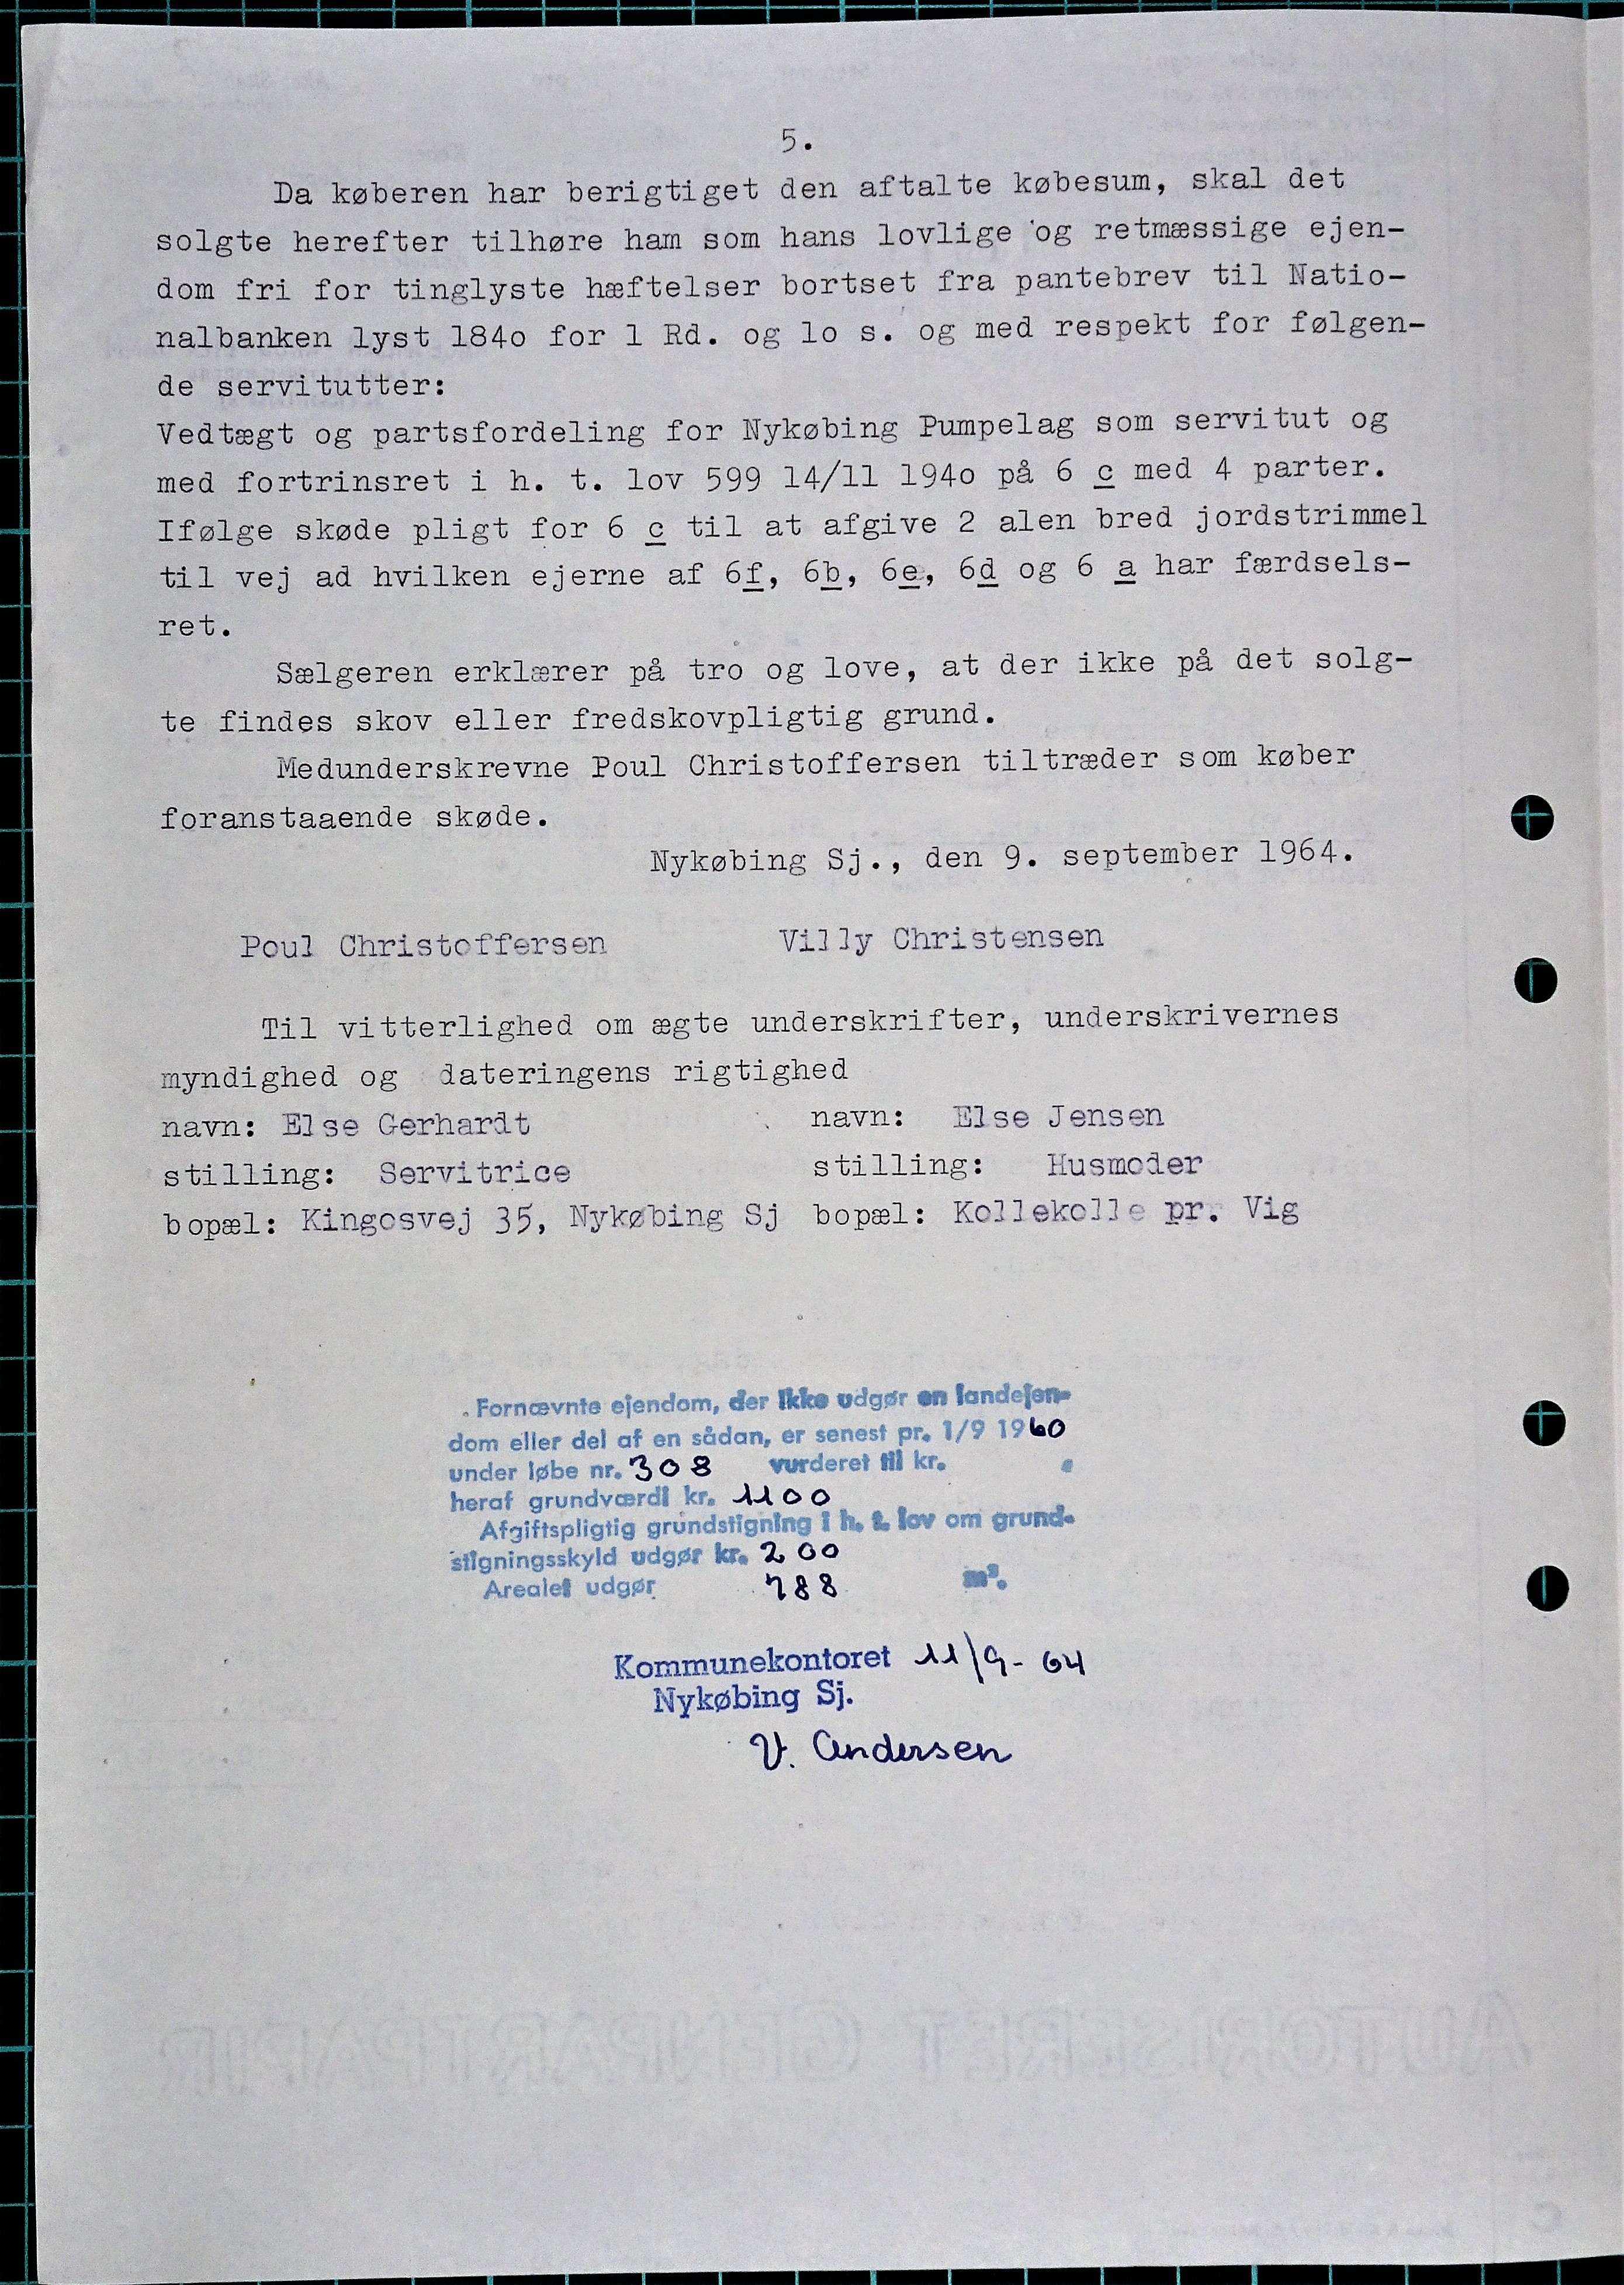 5.
Da køberen har berigtiget den aftalte købesum, skal det
solgte herefter tilhøre ham som hans lovlige og retmæssige ejen-
dom fri for tinglyste hæftelser bortset fra pantebrev til Natio-
nalbanken lyst 184o for l Rd. og lo s. og med respekt for følgen-
de servitutter:
Vedtægt og partsfordeling for Nykøbing Pumpelag som servitut og
med fortrinsret i h. t. lov 599 14/11 194o på 6 c med 4 parter.
Ifølge skøde pligt for 6 c til at afgive 2 alen bred jordstrimmel
til vej ad hvilken ejerne af 6f, 6b, 6e, 6d og 6 a har færdsels-
ret.
Sælgeren erklærer på tro og love, at der ikke på det solg-
te findes skov eller fredskovpligtig grund.
Medunderskrevne Poul Christoffersen tiltræder som køber
foranstaaende skøde.
Nykøbing Sj., den 9. september 1964.
Poul Christoffersen Villy Christensen
Til vitterlighed om ægte underskrifter, underskrivernes
myndighed og dateringens rigtighed
navn: Else Gerhardt navn: Else Jensen
stilling: Servitrice stilling: Husmoder
bopæl: Kingosvej 35, Nykøbing Sj bopæl: Kollekolle pr. Vig
Fornævnte ejendom, der ikke udgør en landejen-
dom eller del af en sådan, er senest pr. 1/9 1960
under løbe nr. 308 vurderet til kr. .
heraf grundværdi kr. 1100
Afgiftspligtig grundstigning i h. t. lov om grund-
stigningsskyld udgør kr. 200
Arealet udgør 788 m².
Kommunekontoret 11/9-64
Nykøbing Sj.
V. Andersen
AUTORISERET GENPARTPAPIR